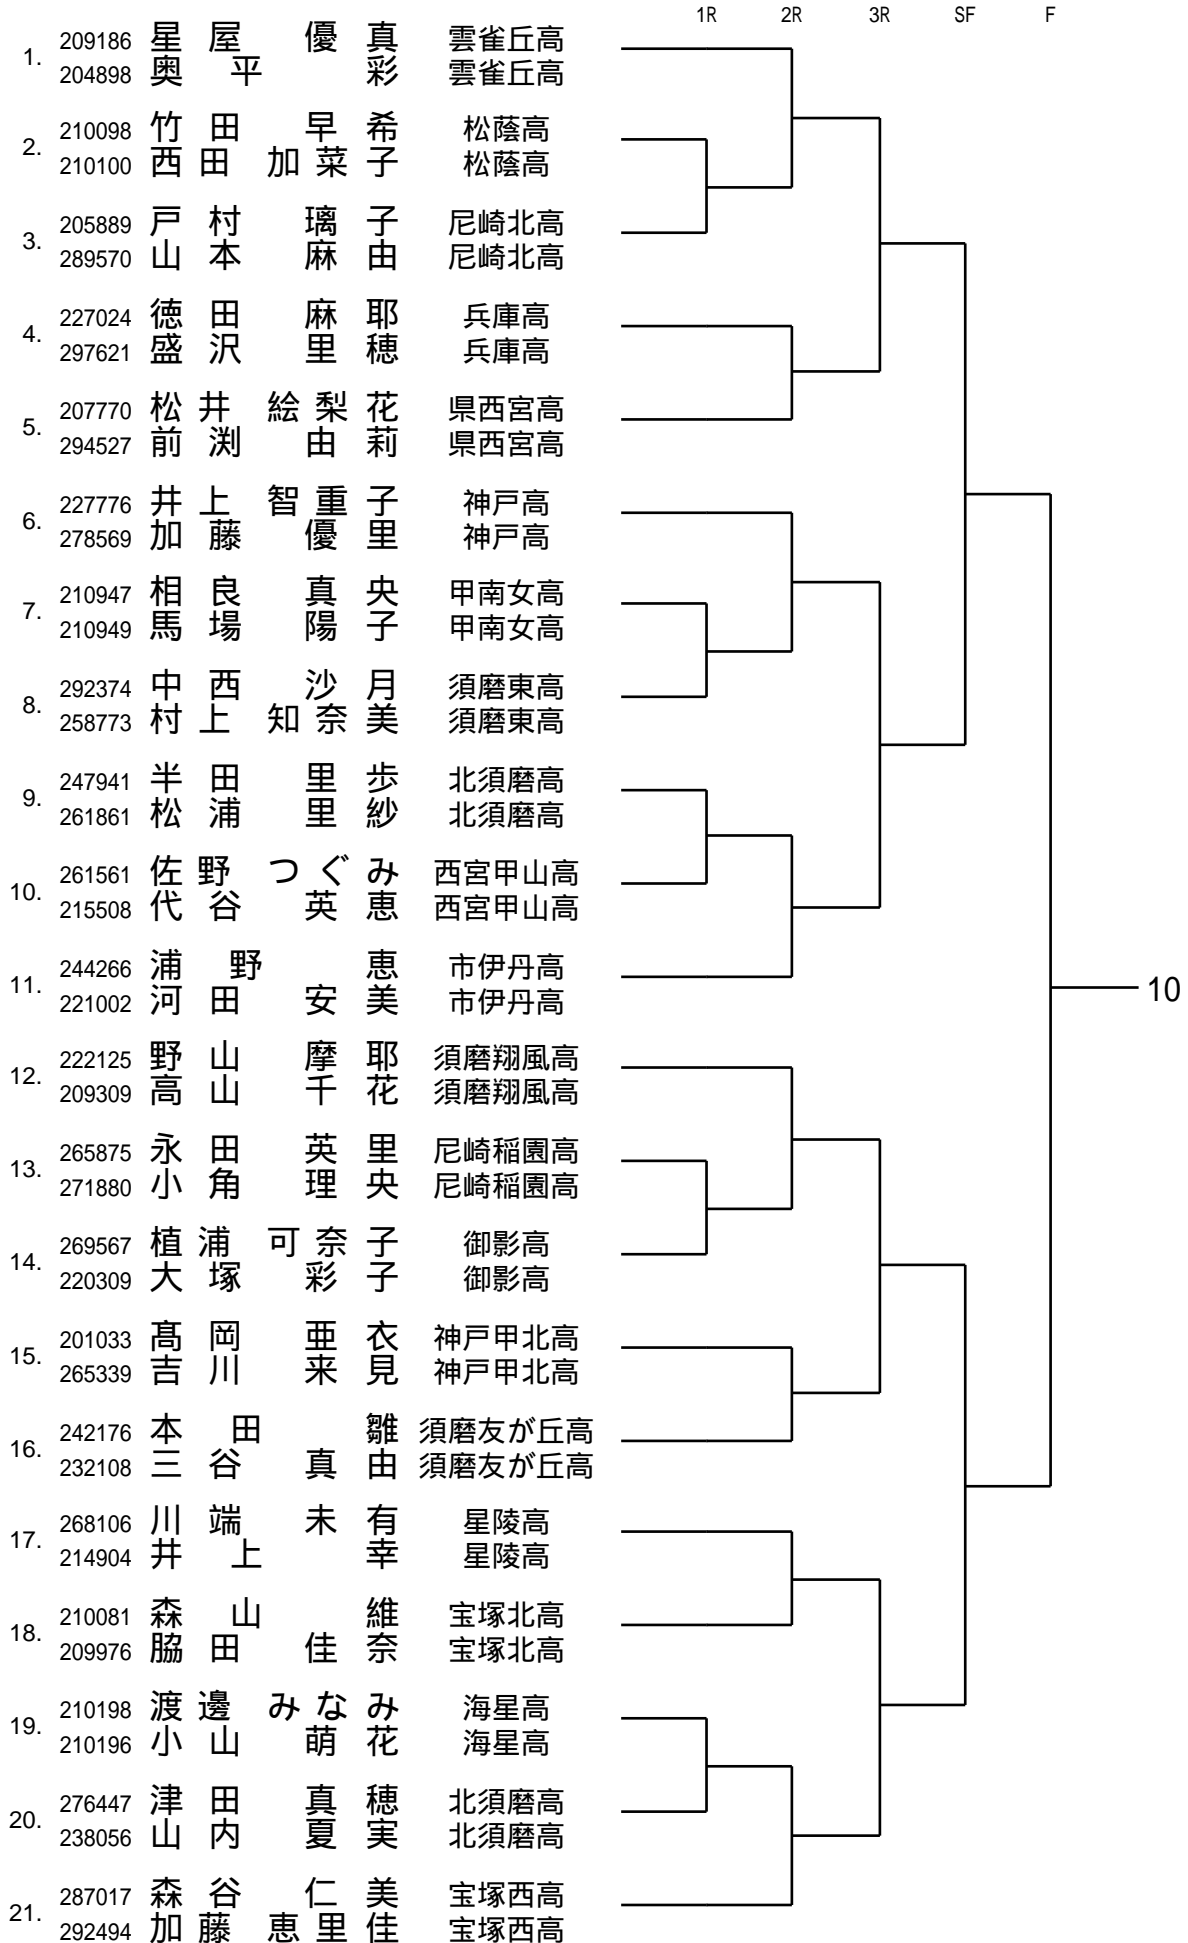 1R 2R 3R SF F
1. 209186 星屋 優真 雲雀丘高
204898 奥平 彩 雲雀丘高
2. 210098 竹田 早希 松蔭高
210100 西田 加菜子 松蔭高
3. 205889 戸村 璃子 尼崎北高
289570 山本 麻由 尼崎北高
4. 227024 徳田 麻耶 兵庫高
297621 盛沢 里穂 兵庫高
5. 207770 松井 絵梨花 県西宮高
294527 前渕 由莉 県西宮高
6. 227776 井上 智重子 神戸高
278569 加藤 優里 神戸高
7. 210947 相良 真央 甲南女高
210949 馬場 陽子 甲南女高
8. 292374 中西 沙月 須磨東高
258773 村上 知奈美 須磨東高
9. 247941 半田 里歩 北須磨高
261861 松浦 里紗 北須磨高
10. 261561 佐野 つぐみ 西宮甲山高
215508 代谷 英恵 西宮甲山高
11. 244266 浦野 恵 市伊丹高
221002 河田 安美 市伊丹高
10
12. 222125 野山 摩耶 須磨翔風高
209309 高山 千花 須磨翔風高
13. 265875 永田 英里 尼崎稲園高
271880 小角 理央 尼崎稲園高
14. 269567 植浦 可奈子 御影高
220309 大塚 彩子 御影高
15. 201033 髙岡 亜衣 神戸甲北高
265339 吉川 来見 神戸甲北高
16. 242176 本田 雛 須磨友が丘高
232108 三谷 真由 須磨友が丘高
17. 268106 川端 未有 星陵高
214904 井上 幸 星陵高
18. 210081 森山 維 宝塚北高
209976 脇田 佳奈 宝塚北高
19. 210198 渡邊 みなみ 海星高
210196 小山 萌花 海星高
20. 276447 津田 真穂 北須磨高
238056 山内 夏実 北須磨高
21. 287017 森谷 仁美 宝塚西高
292494 加藤 恵里佳 宝塚西高